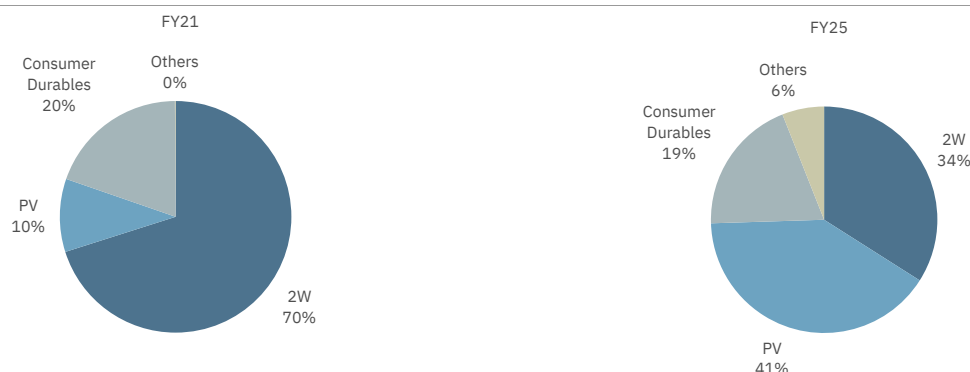 FY21
Others
0%
Consumer
Durables
20%
PV
10%
2W
70%
FY25
Others
6%
Consumer
Durables
19%
2W
34%
PV
41%